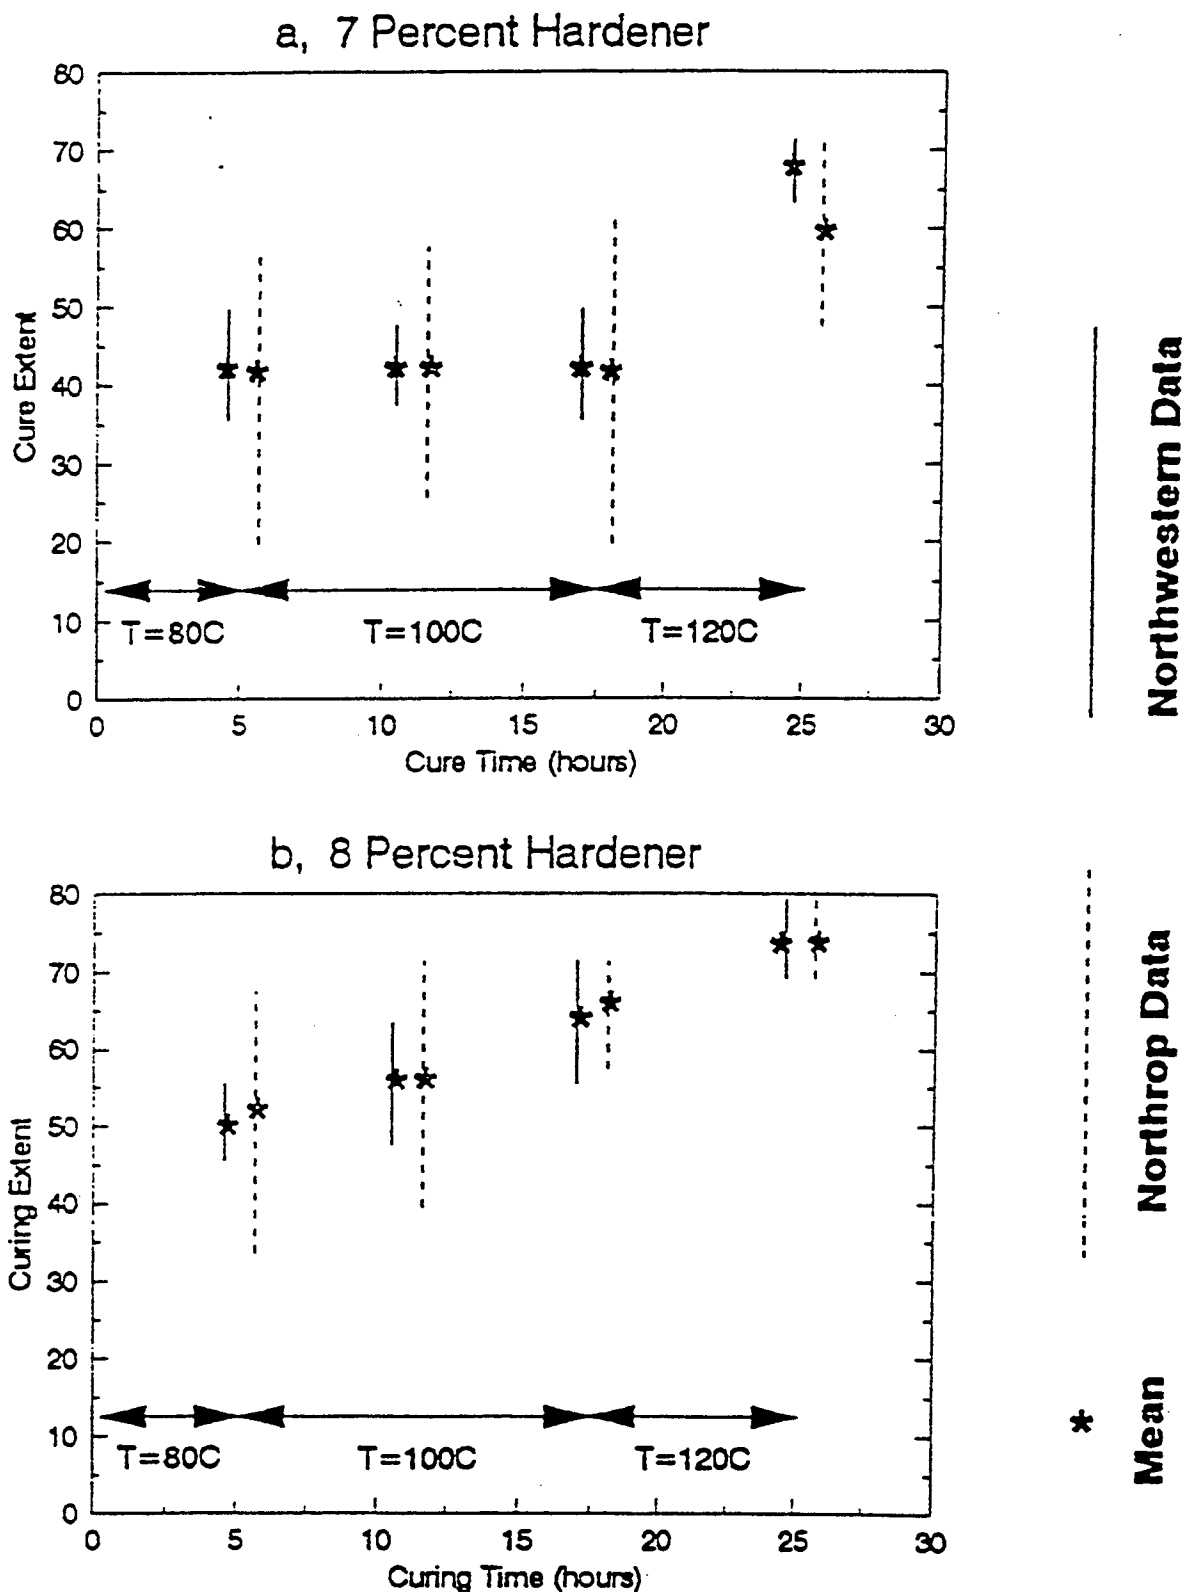 a, 7 Percent Hardener
80
70
60
50
40
30
20
10
0
Cure Extent
T=80C
T=100C
T=120C
0 5 10 15 20 25 30
Cure Time (hours)
b, 8 Percent Hardener
80
70
60
50
40
30
20
10
0
Curing Extent
T=80C
T=100C
T=120C
0 5 10 15 20 25 30
Curing Time (hours)
Northwestern Data
Northrop Data
Mean